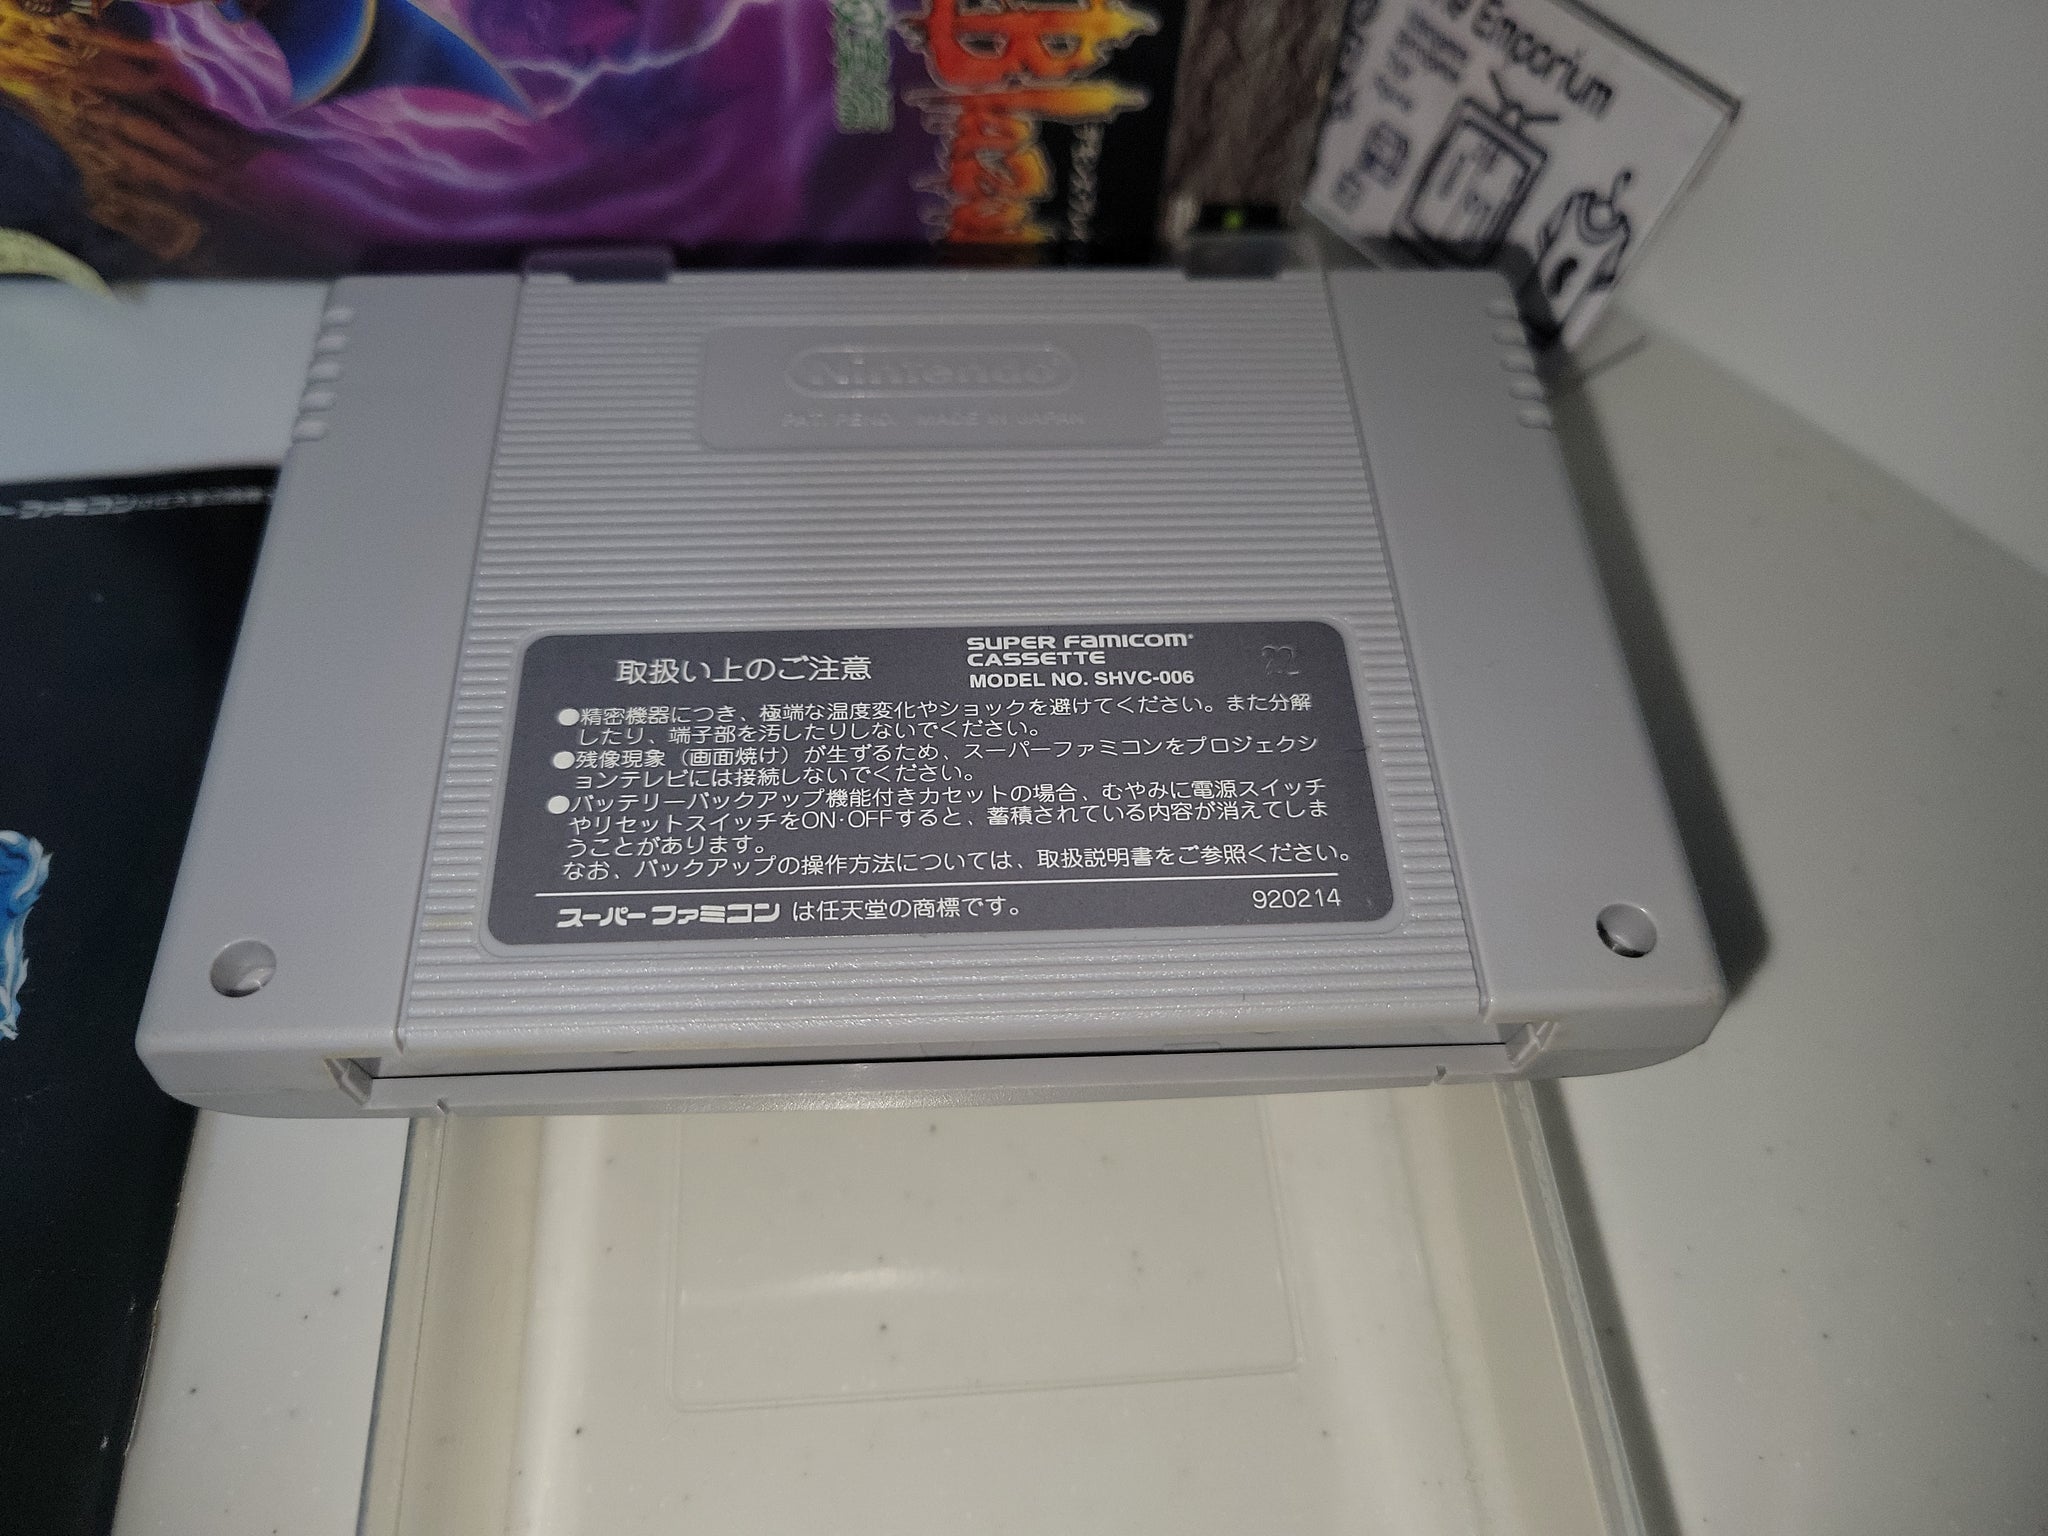 Emporium
ファミコン
Nintendo
PAT. PEND. MADE IN JAPAN
取扱い上のご注意
SUPER FAMICOM
CASSETTE
MODEL NO. SHVC-006
●精密機器につき、極端な温度変化やショックを避けてください。また分解
したり、端子部を汚したりしないでください。
●残像現象（画面焼け）が生ずるため、スーパーファミコンをプロジェクシ
ョンテレビには接続しないでください。
●バッテリーバックアップ機能付きカセットの場合、むやみに電源スイッチ
やリセットスイッチをON・OFFすると、蓄積されている内容が消えてしま
うことがあります。
なお、バックアップの操作方法については、取扱説明書をご参照ください。
スーパーファミコン は任天堂の商標です。
920214